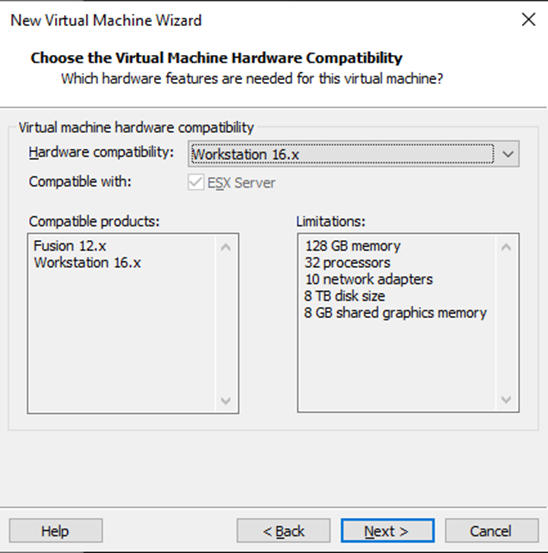 New Virtual Machine Wizard
Choose the Virtual Machine Hardware Compatibility
Which hardware features are needed for this virtual machine?
Virtual machine hardware compatibility
Hardware compatibility: Workstation 16.x
Compatible with: ESX Server
Compatible products:
Fusion 12.x
Workstation 16.x
Limitations:
128 GB memory
32 processors
10 network adapters
8 TB disk size
8 GB shared graphics memory
Help < Back Next > Cancel